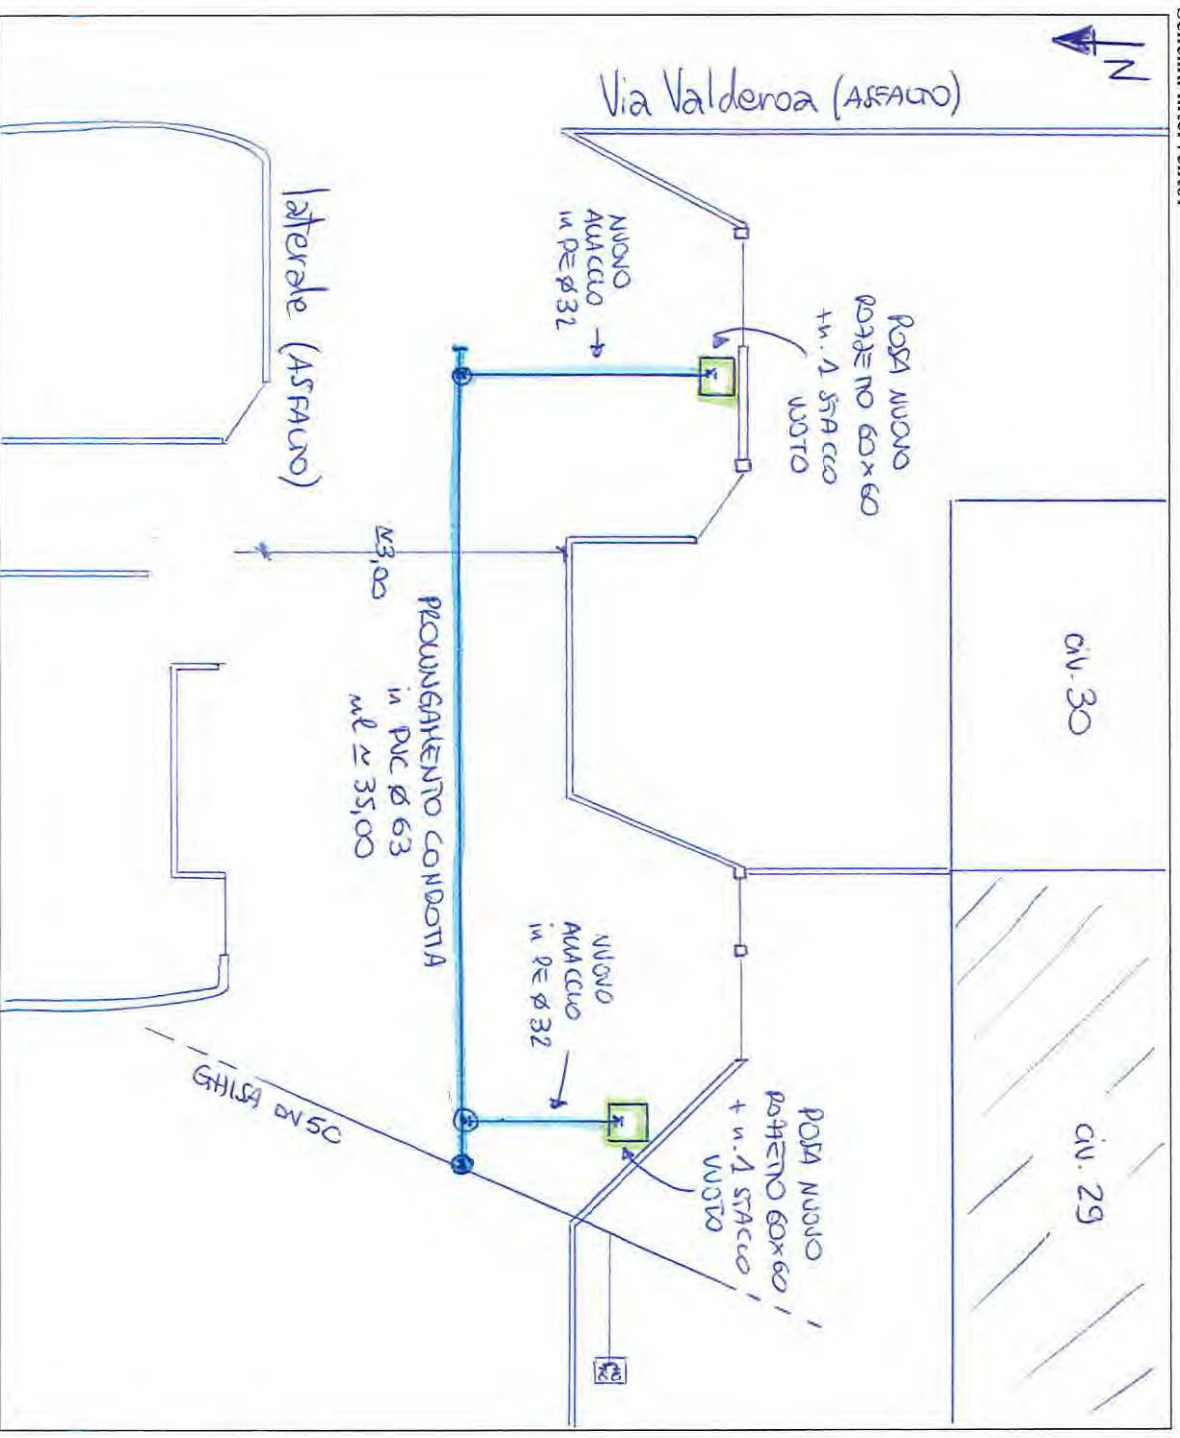 N
Via Valderoa (ASFALTO)
laterale (ASFALTO)
NUOVO
ALLACCIO
in PE Ø 32
POSA NUOVO
POZZETTO 60x60
+ n. 1 STACCO
VUOTO
≃3,00
PROLUNGAMENTO CONDOTTA
in PVC Ø 63
ml ≃ 35,00
civ. 30
NUOVO
ALLACCIO
in PE Ø 32
POSA NUOVO
POZZETTO 60x60
+ n. 1 STACCO
VUOTO
civ. 29
GHISA DN 50